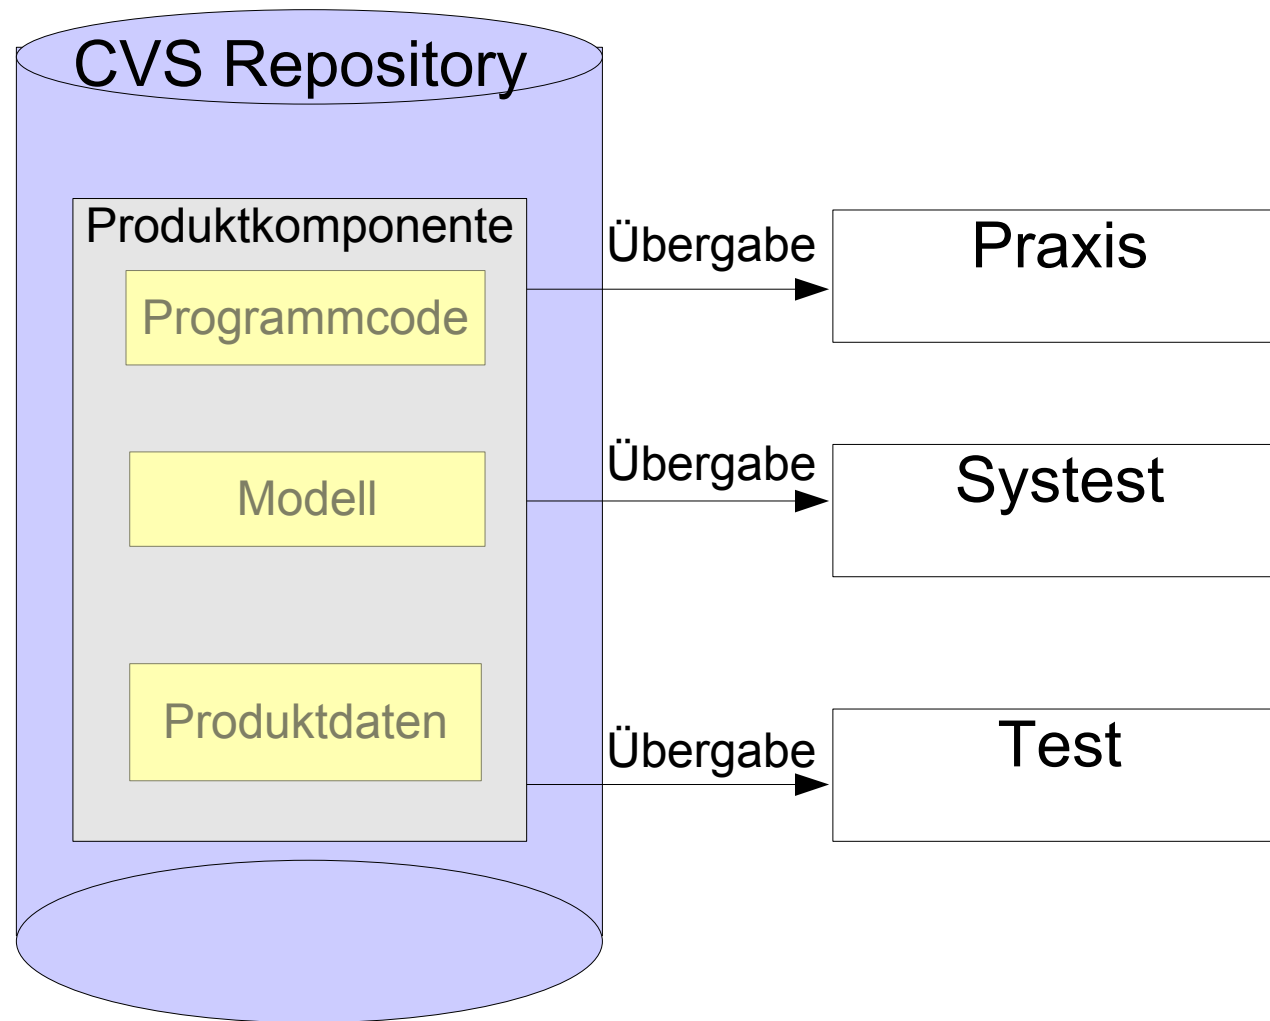 CVS Repository
Produktkomponente
Programmcode
Modell
Produktdaten
Übergabe
Praxis
Übergabe
Systest
Übergabe
Test